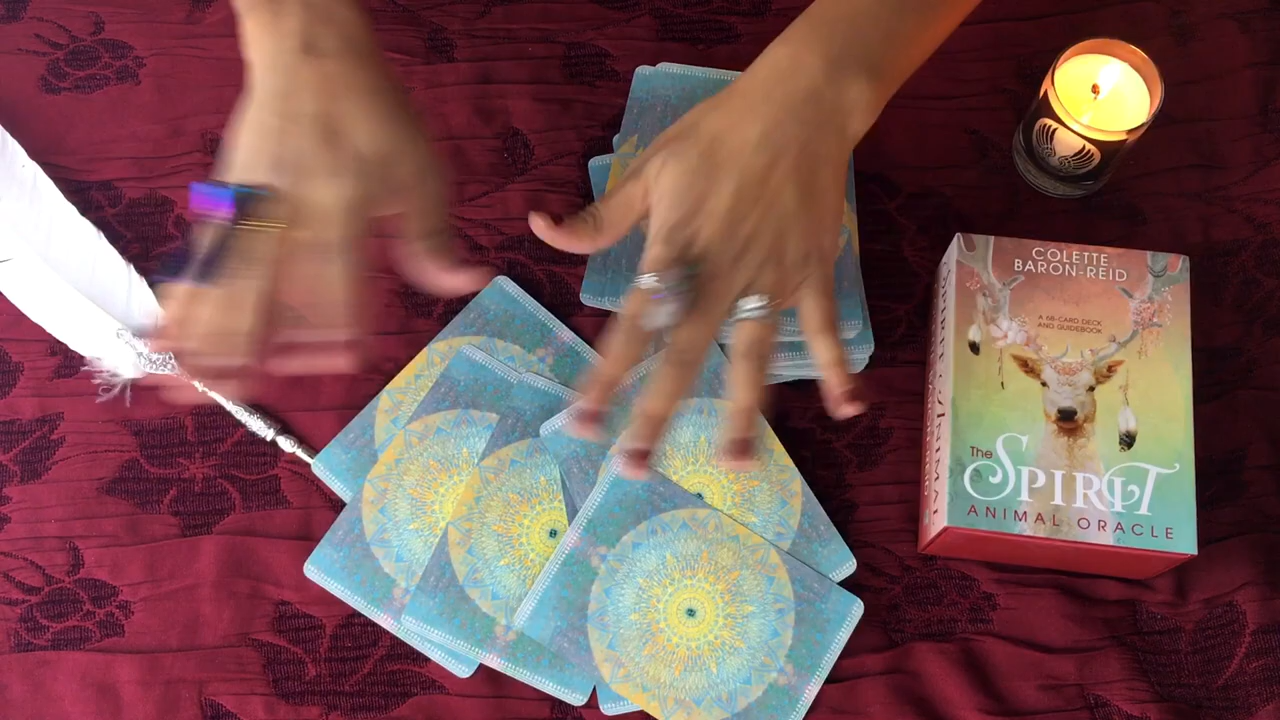 COLETTE
BARON-REID
A 68-CARD DECK
AND GUIDEBOOK
The SPIRIT
ANIMAL ORACLE